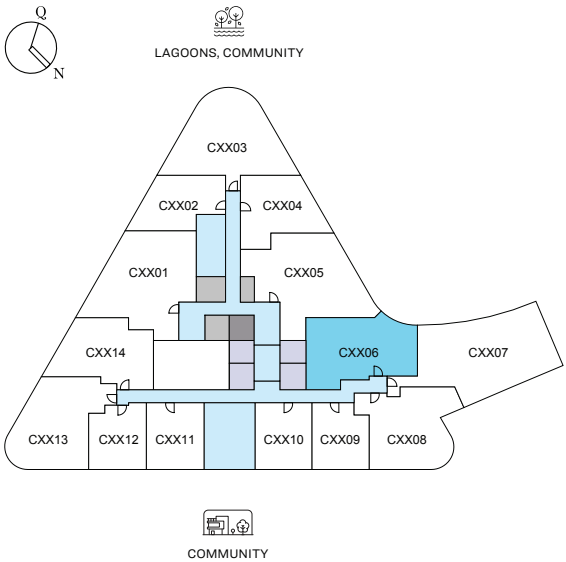 Q
N
LAGOONS, COMMUNITY
CXX03
CXX02
CXX04
CXX01
CXX05
CXX14
CXX06
CXX07
CXX13
CXX12
CXX11
CXX10
CXX09
CXX08
COMMUNITY